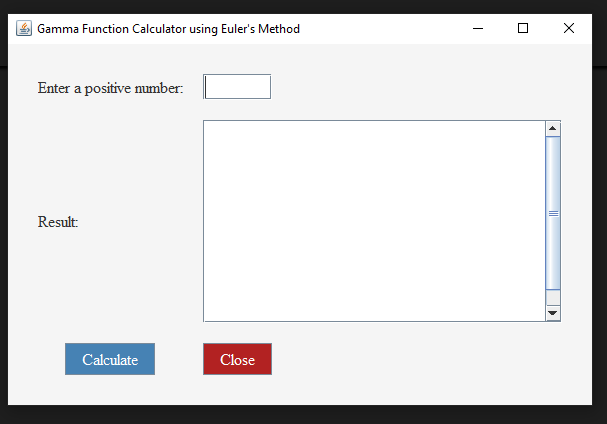 Gamma Function Calculator using Euler's Method
Enter a positive number:
Result:
Calculate
Close